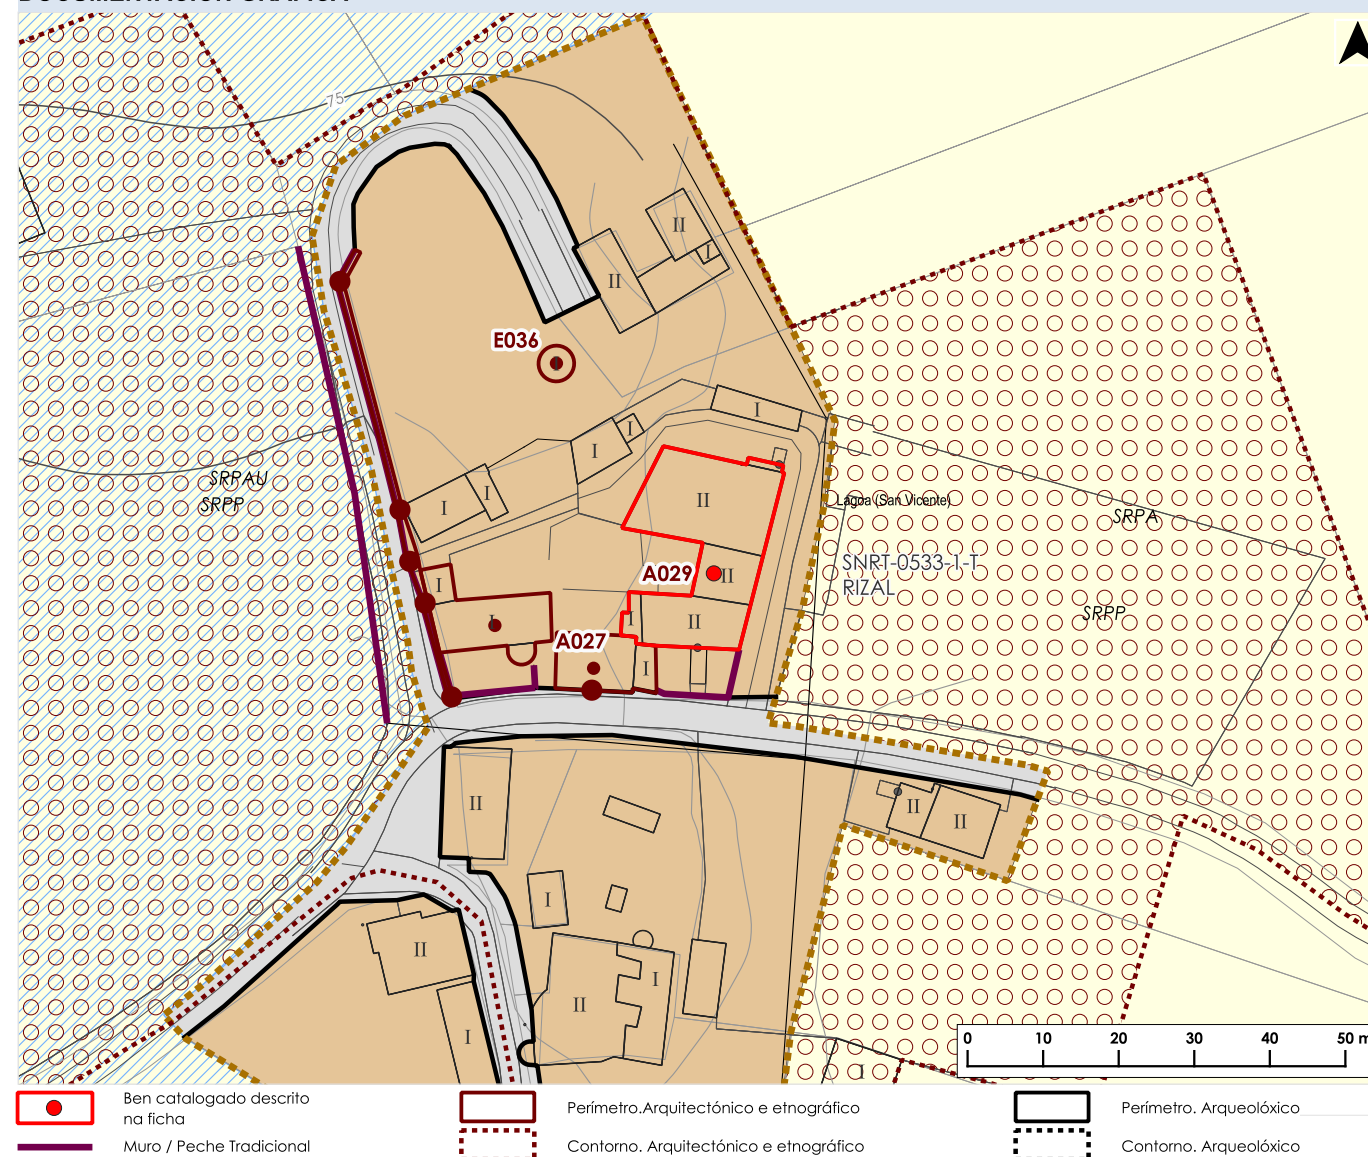 75
II
II
I
E036
I
I
I
I
I
SRPAU
SRPP
II
Lagoa (San Vicente)
SRPA
SNRT-0533-1-T
RIZAL
A029
II
I
I
II
I
SRPP
A027
I
II
II
II
I
II
I
II
I
I
0 10 20 30 40 50 m
Ben catalogado descrito
na ficha
Perímetro.Arquitectónico e etnográfico
Perímetro. Arqueolóxico
Muro / Peche Tradicional
Contorno. Arquitectónico e etnográfico
Contorno. Arqueolóxico